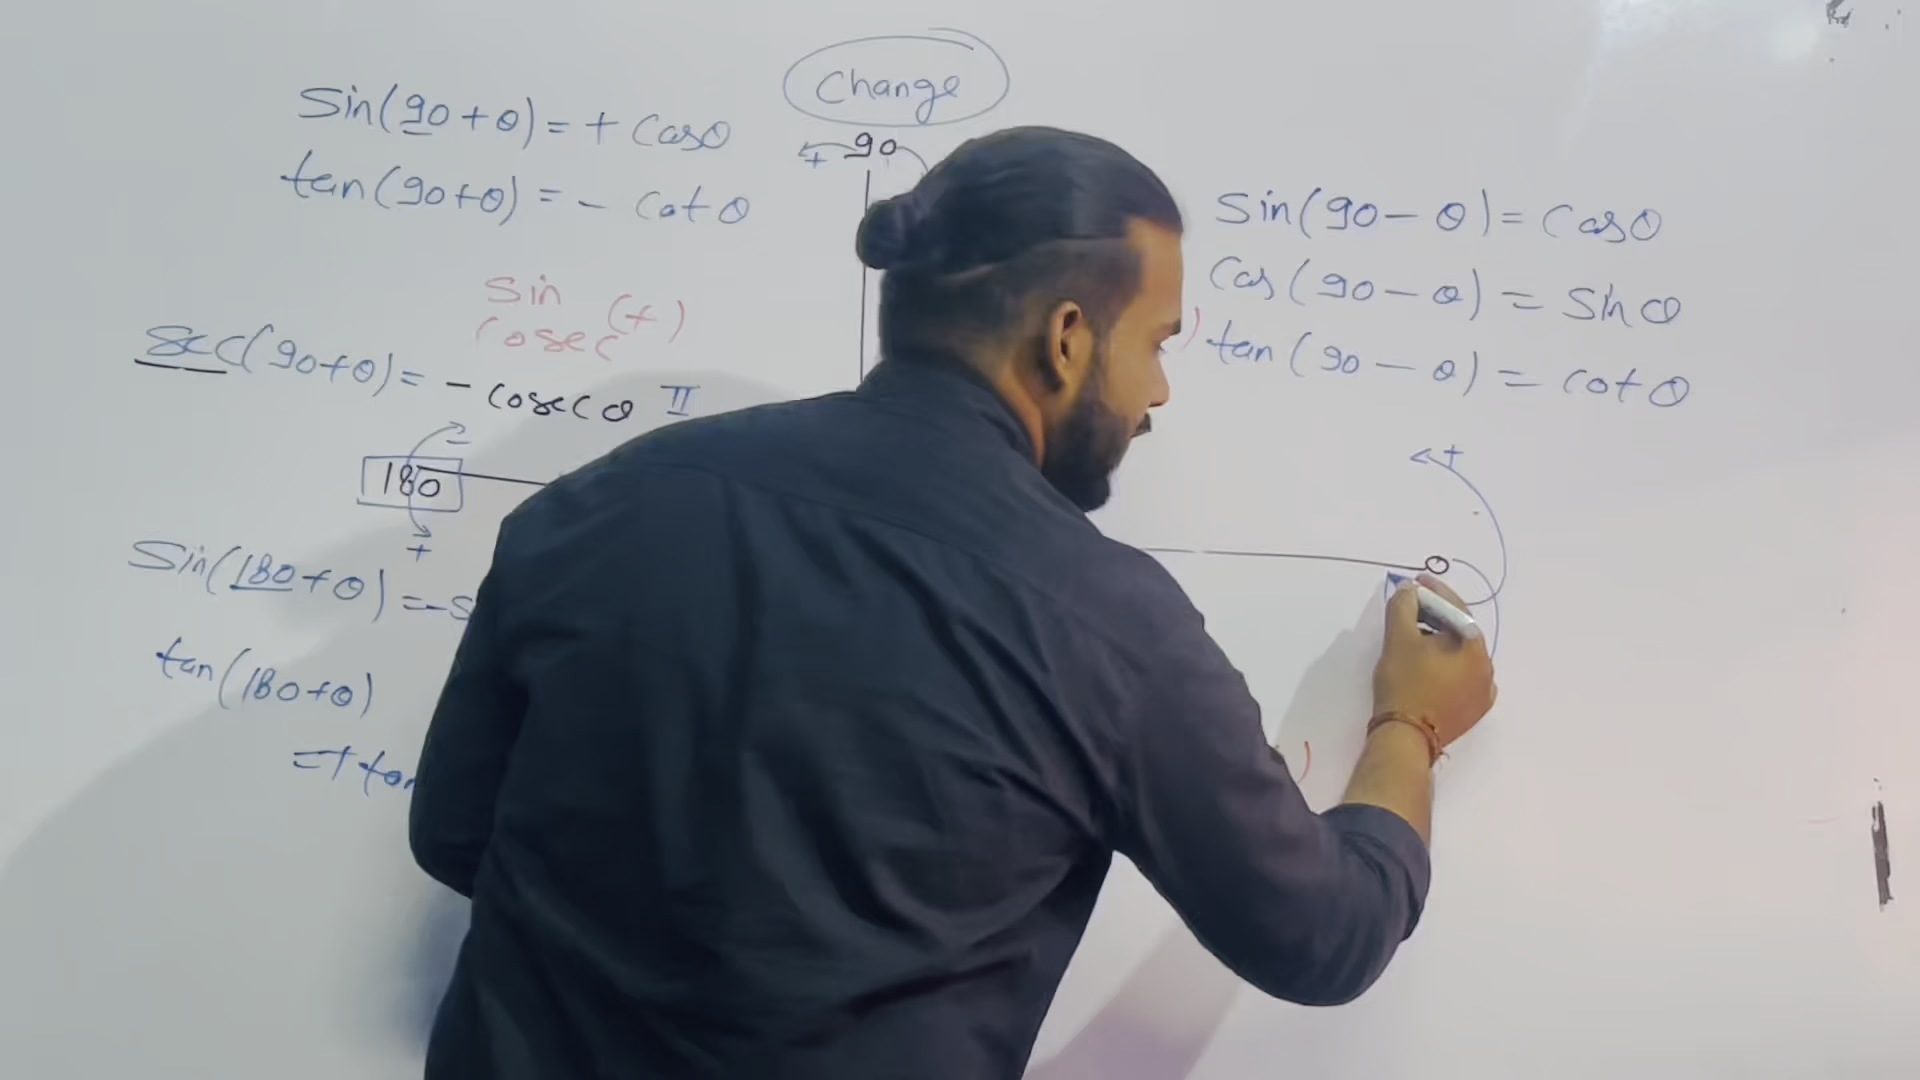 Change
Sin(90+θ) = + Cosθ
+ 90
tan(90+θ) = - Cotθ
Sin(90-θ) = Cosθ
Cos(90-θ) = Sinθ
Sin
Cosec (+)
) tan(90-θ) = Cotθ
Sec(90+θ) = - Cosecθ II
-
180
+
+
0
Sin(180+θ) = -S
tan(180+θ)
= + tan
)